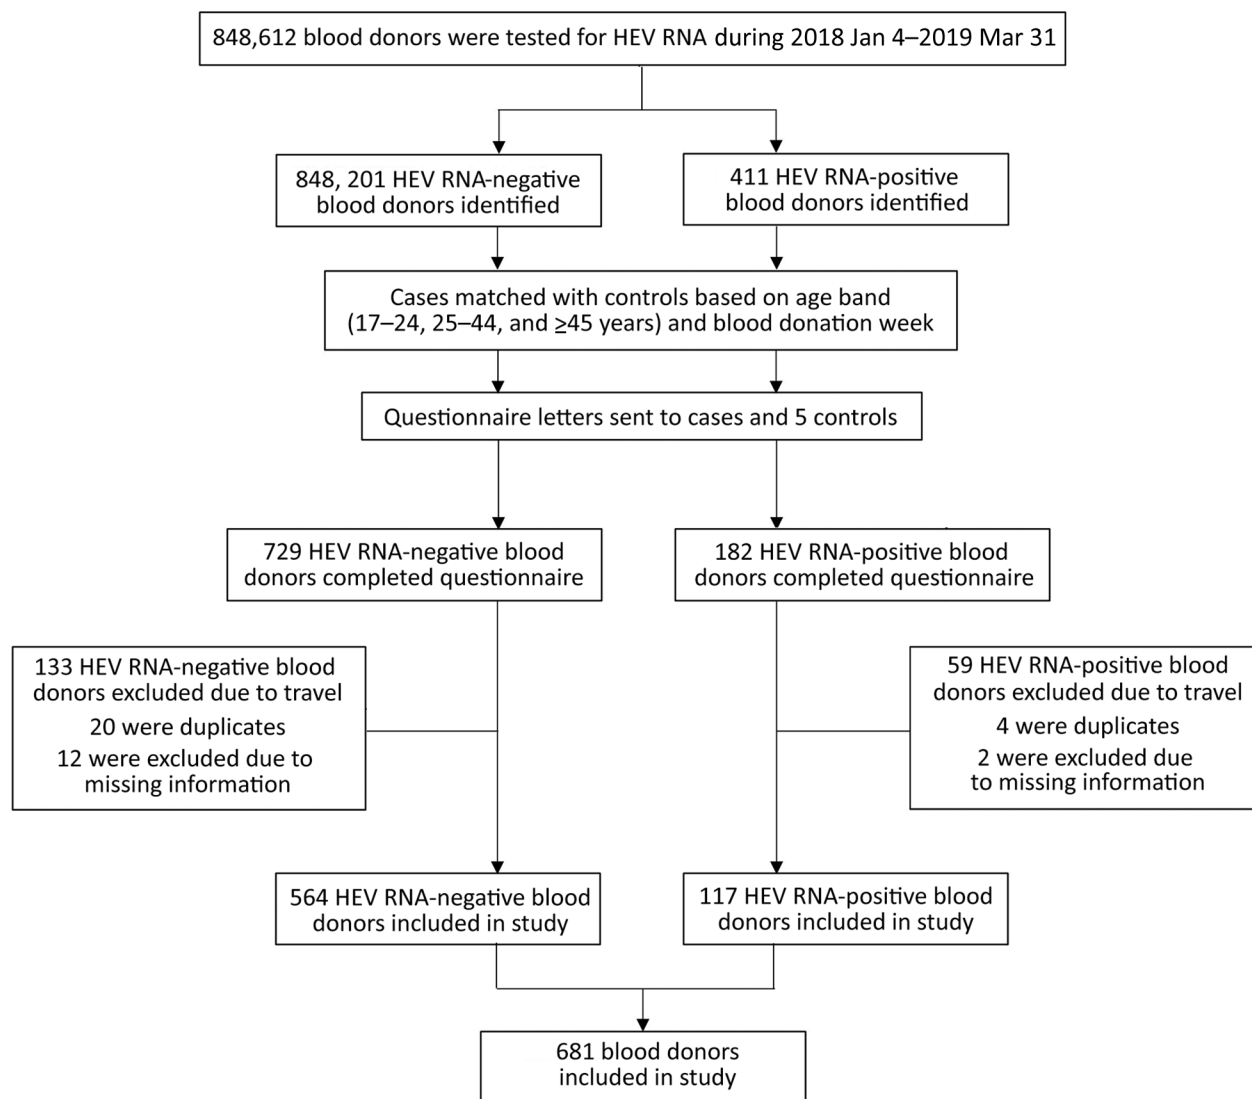 848,612 blood donors were tested for HEV RNA during 2018 Jan 4–2019 Mar 31
848, 201 HEV RNA-negative
blood donors identified
411 HEV RNA-positive
blood donors identified
Cases matched with controls based on age band
(17–24, 25–44, and ≥45 years) and blood donation week
Questionnaire letters sent to cases and 5 controls
729 HEV RNA-negative blood
donors completed questionnaire
182 HEV RNA-positive blood
donors completed questionnaire
133 HEV RNA-negative blood
donors excluded due to travel
20 were duplicates
12 were excluded due to
missing information
59 HEV RNA-positive blood
donors excluded due to travel
4 were duplicates
2 were excluded due
to missing information
564 HEV RNA-negative blood
donors included in study
117 HEV RNA-positive blood
donors included in study
681 blood donors
included in study